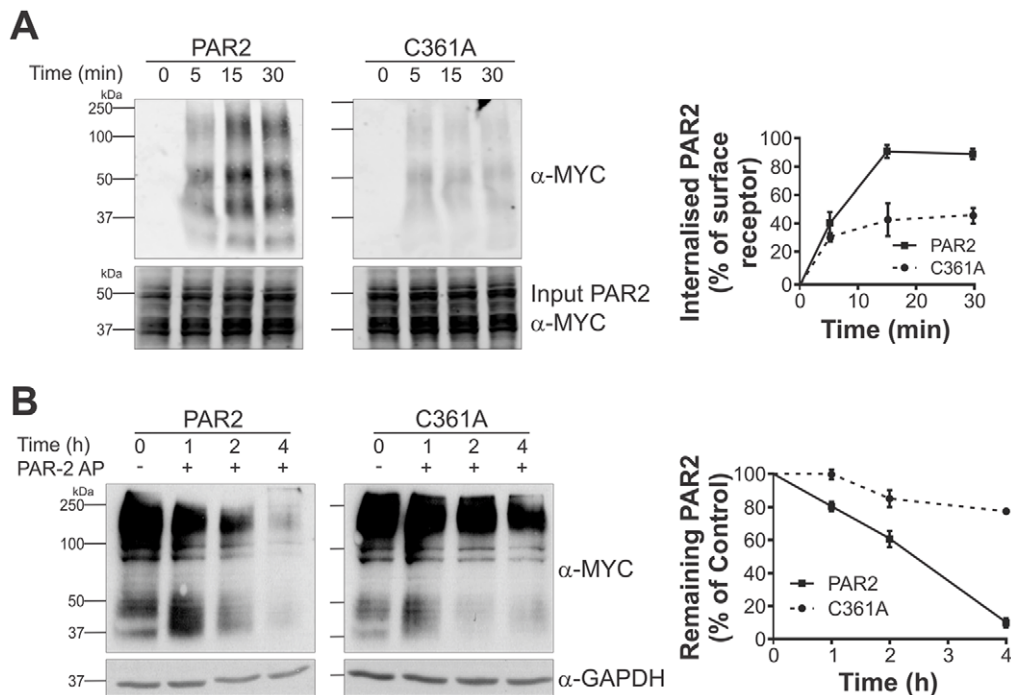 A
PAR2
C361A
Time (min) 0 5 15 30 0 5 15 30
kDa
250
100
50
37
α-MYC
kDa
50
37
Input PAR2
α-MYC
Internalised PAR2
(% of surface
receptor)
100
80
60
40
20
0
PAR2
C361A
0 10 20 30
Time (min)
B
PAR2
C361A
Time (h) 0 1 2 4 0 1 2 4
PAR-2 AP - + + + - + + +
kDa
250
100
50
37
α-MYC
37
α-GAPDH
Remaining PAR2
(% of Control)
100
80
60
40
20
0
PAR2
C361A
0 1 2 3 4
Time (h)